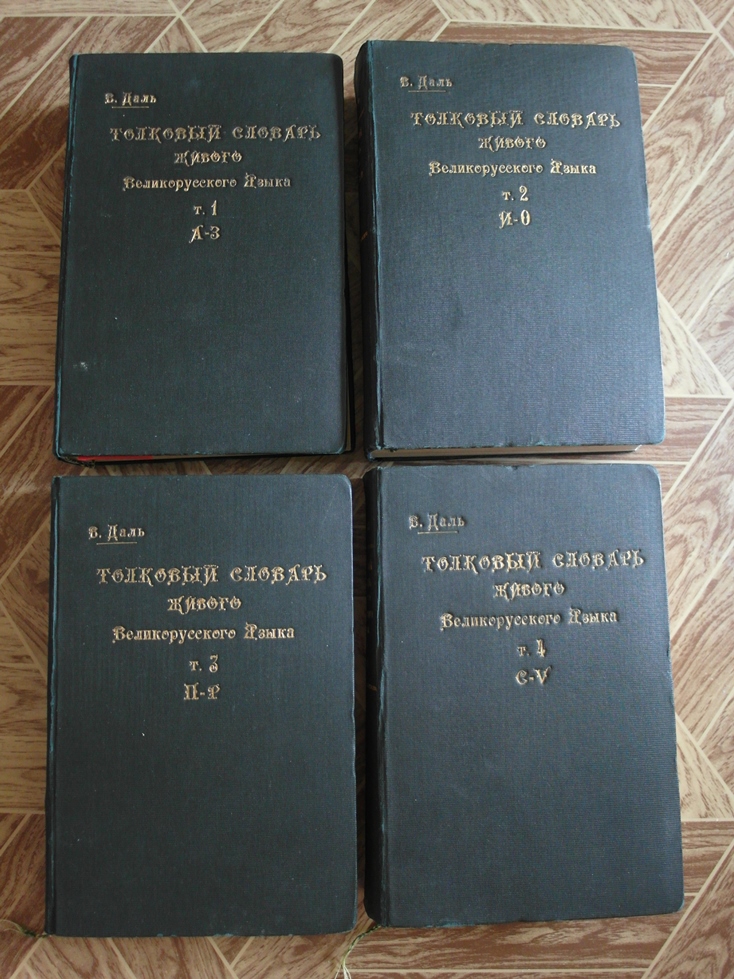 В. Даль
ТОЛКОВЫЙ СЛОВАРЬ
ЖИВОГО
Великорусского Языка
т. 1
А-З
В. Даль
ТОЛКОВЫЙ СЛОВАРЬ
ЖИВОГО
Великорусского Языка
т. 2
И-О
В. Даль
ТОЛКОВЫЙ СЛОВАРЬ
ЖИВОГО
Великорусского Языка
т. 3
П-Р
В. Даль
ТОЛКОВЫЙ СЛОВАРЬ
ЖИВОГО
Великорусского Языка
т. 4
С-V